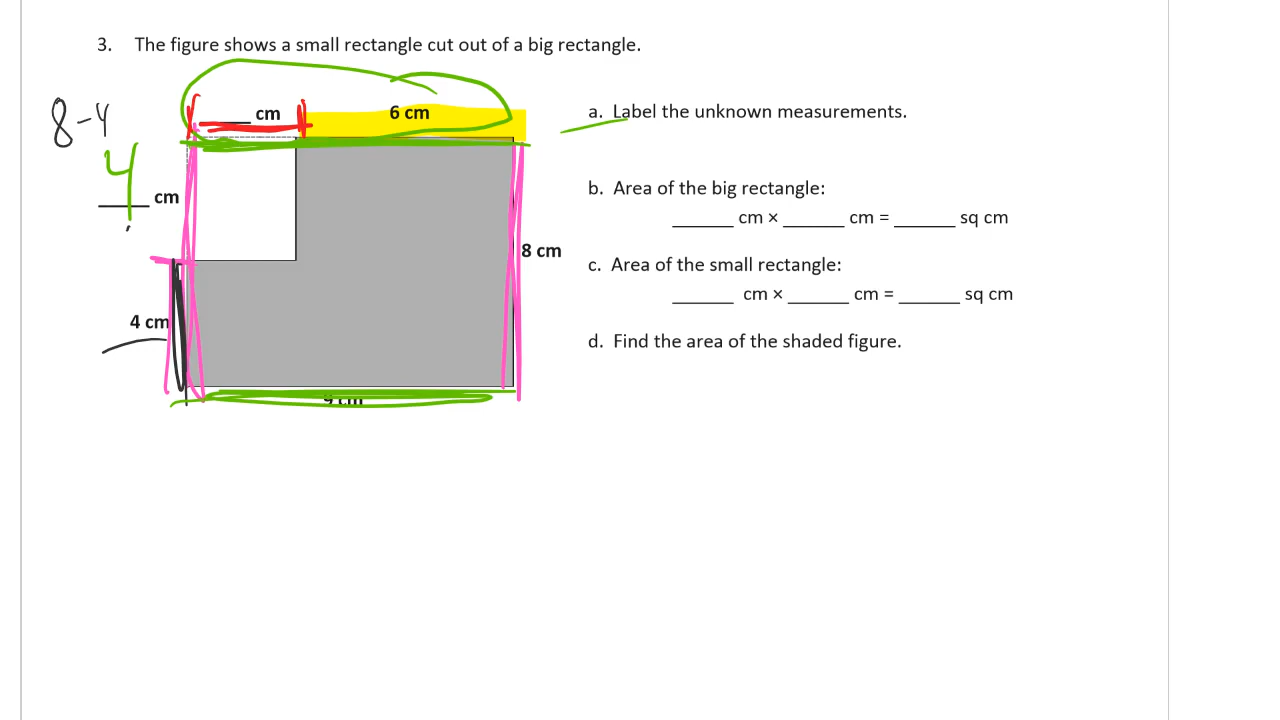 3. The figure shows a small rectangle cut out of a big rectangle.
8-4
_____ cm
6 cm
a. Label the unknown measurements.
4 cm
b. Area of the big rectangle:
______ cm × ______ cm = ______ sq cm
8 cm
c. Area of the small rectangle:
______ cm × ______ cm = ______ sq cm
4 cm
d. Find the area of the shaded figure.
9 cm